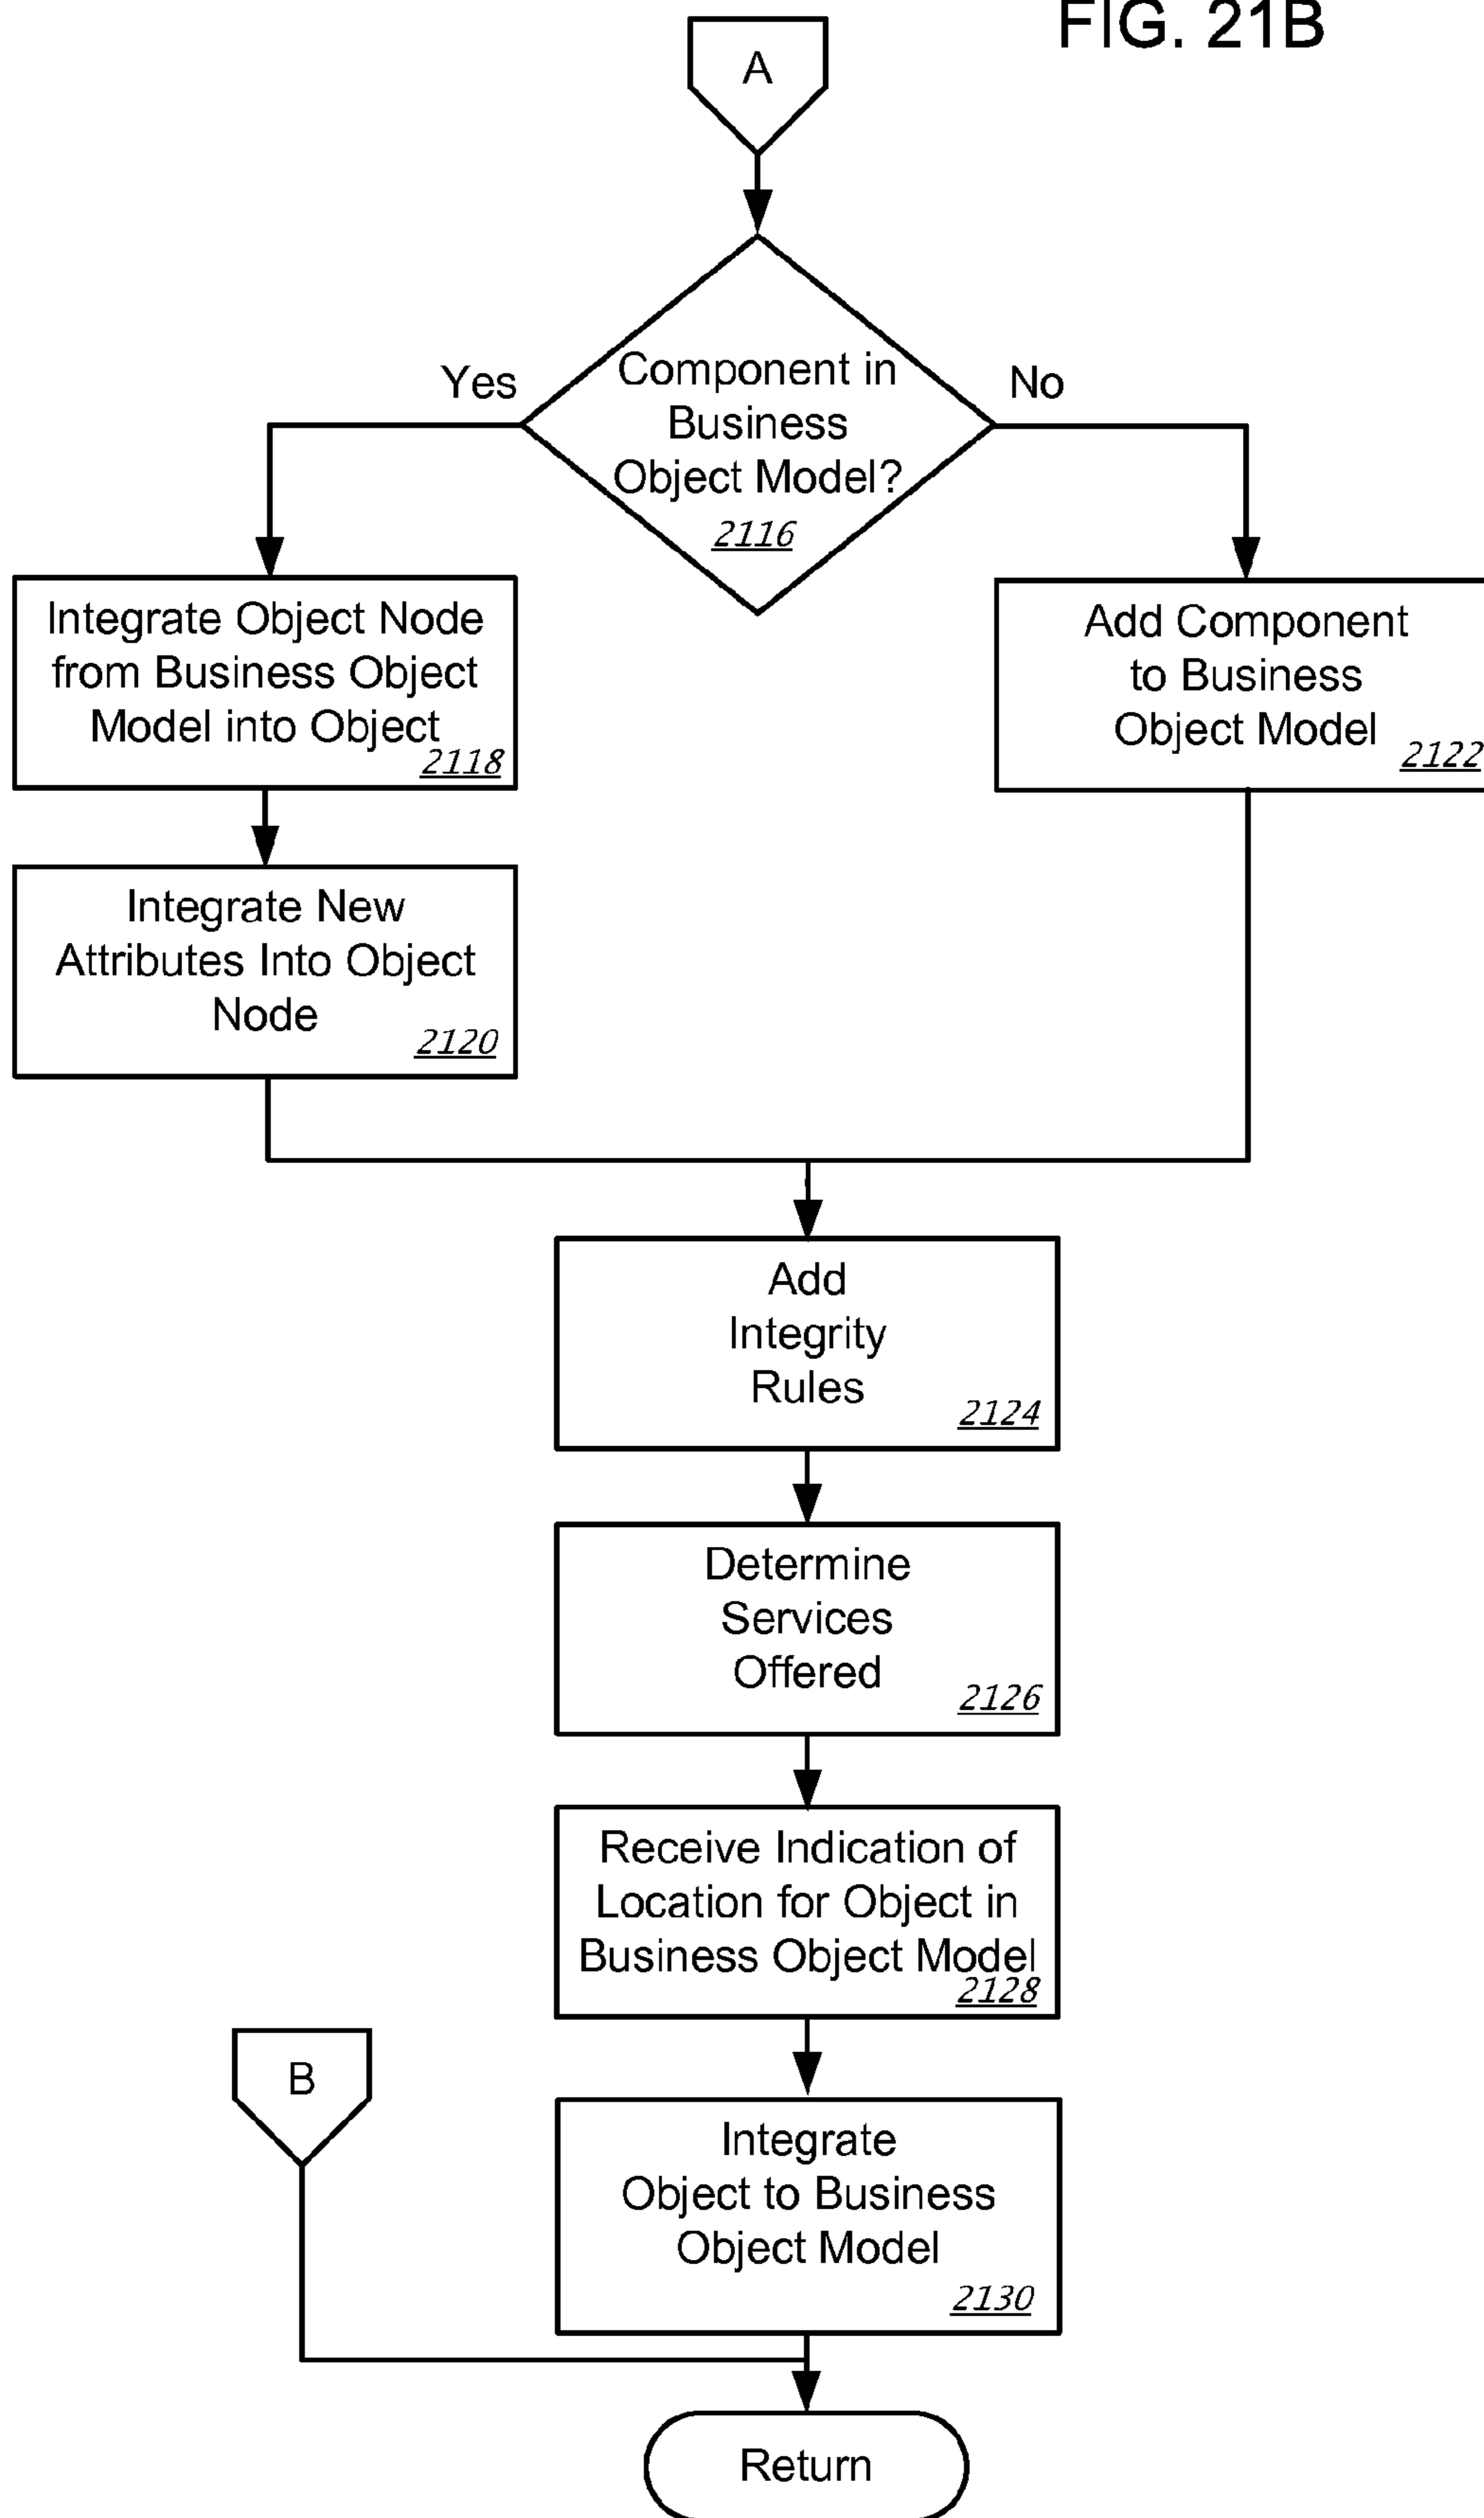 FIG. 21B
A
Component in
Business
Object Model?
2116
Yes
No
Integrate Object Node
from Business Object
Model into Object
2118
Add Component
to Business
Object Model
2122
Integrate New
Attributes Into Object
Node
2120
Add
Integrity
Rules
2124
Determine
Services
Offered
2126
Receive Indication of
Location for Object in
Business Object Model
2128
B
Integrate
Object to Business
Object Model
2130
Return